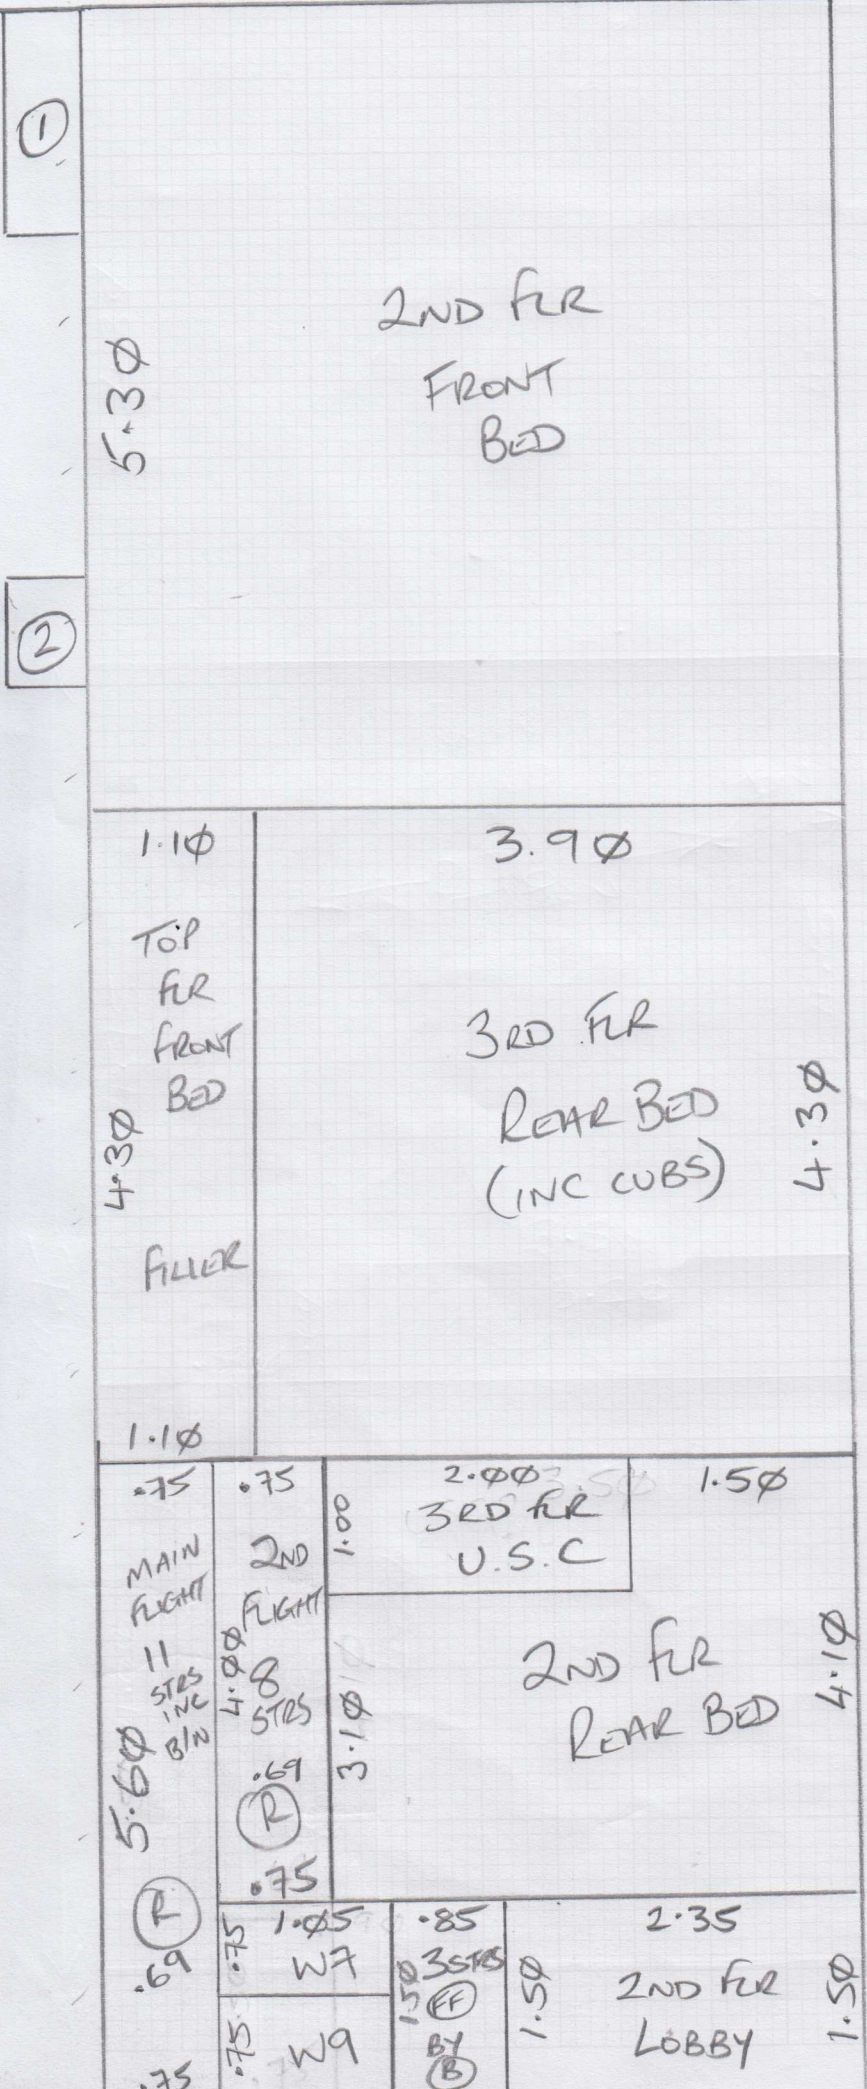 1
2ND FLR
FRONT
BED
5.30
2
1.10
3.90
TOP
FLR
FRONT
BED
4.30
FILLER
1.10
3RD FLR
REAR BED
(INC CUBS)
4.30
.75
MAIN
FLIGHT
11
STRS
INC
B/N
5.60
R
.69
.75
.75
2ND
FLIGHT
4.00
8
STRS
.69
R
.75
2.00
1.00
3RD FLR
U.S.C
1.50
3.10
2ND FLR
REAR BED
4.10
1.05
.75
W7
.75
W9
.85
1.50
3 STRS
FF
BY
B
2.35
1.50
2ND FLR
LOBBY
1.50